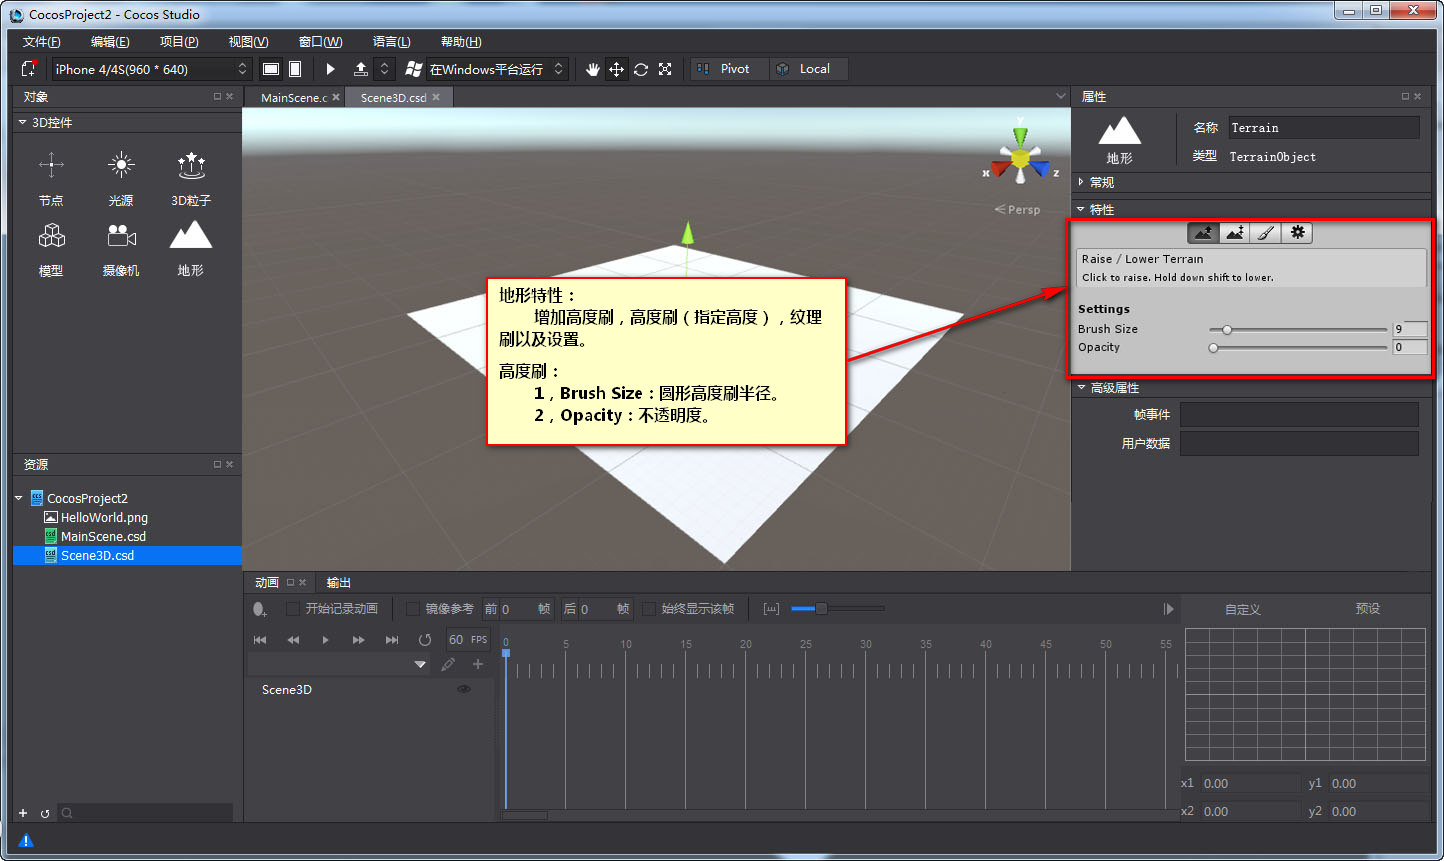 CocosProject2 - Cocos Studio
文件(F) 编辑(E) 项目(P) 视图(V) 窗口(W) 语言(L) 帮助(H)
iPhone 4/4S(960 * 640) 在Windows平台运行 Pivot Local
对象
3D控件
节点 光源 3D粒子
模型 摄像机 地形
资源
CocosProject2
HelloWorld.png
MainScene.csd
Scene3D.csd
MainScene.c Scene3D.csd
y
x z
Persp
地形特性：
增加高度刷，高度刷（指定高度），纹理
刷以及设置。
高度刷：
1，Brush Size：圆形高度刷半径。
2，Opacity：不透明度。
属性
地形
名称 Terrain
类型 TerrainObject
常规
特性
Raise / Lower Terrain
Click to raise. Hold down shift to lower.
Settings
Brush Size 9
Opacity 0
高级属性
帧事件
用户数据
动画 输出
开始记录动画 镜像参考 前 0 帧 后 0 帧 始终显示该帧
60 FPS
0 5 10 15 20 25 30 35 40 45 50 55
Scene3D
自定义 预设
x1 0.00 y1 0.00
x2 0.00 y2 0.00